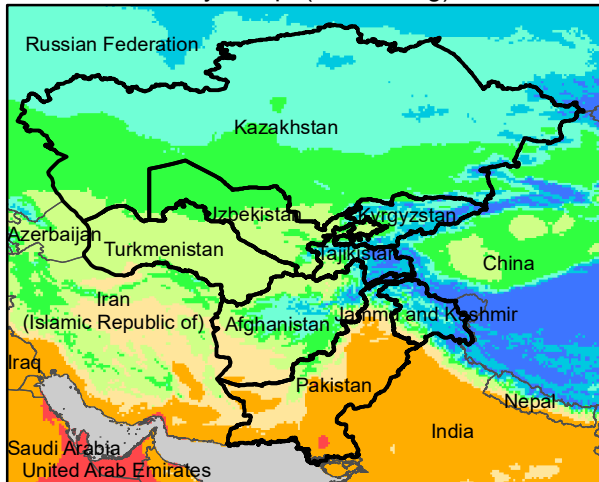 Russian Federation
Kazakhstan
Uzbekistan
Kyrgyzstan
Azerbaijan
Turkmenistan
Tajikistan
China
Iran
(Islamic Republic of)
Afghanistan
Jammu and Kashmir
Iraq
Pakistan
Nepal
India
Saudi Arabia
United Arab Emirates